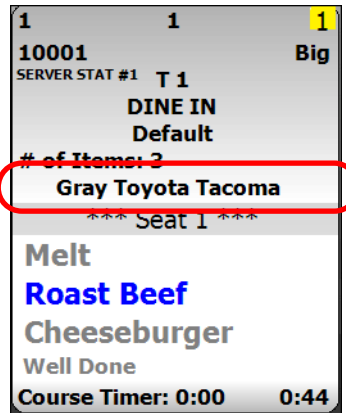 1 1 1
10001 Big
SERVER STAT #1 T 1
DINE IN
Default
# of Items: 3
Gray Toyota Tacoma
*** Seat 1 ***
Melt
Roast Beef
Cheeseburger
Well Done
Course Timer: 0:00 0:44